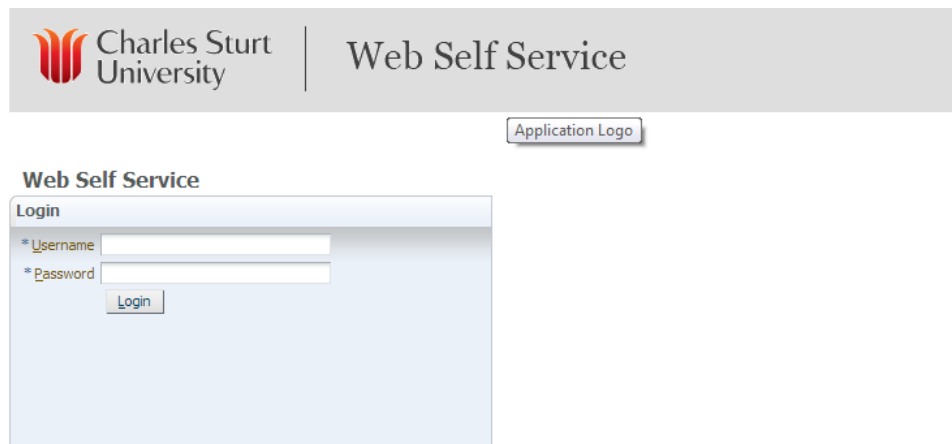 Charles Sturt
University
Web Self Service
Application Logo
Web Self Service
Login
* Username
* Password
Login